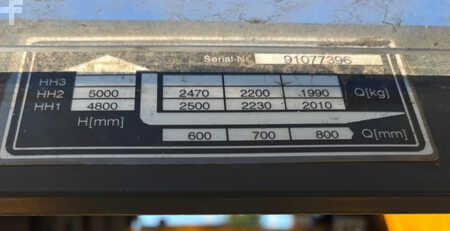 Serial-Nr. 91077396
HH3
HH2 5000 2470 2200 1990 Q[kg]
HH1 4800 2500 2230 2010
H[mm]
600 700 800 Q[mm]